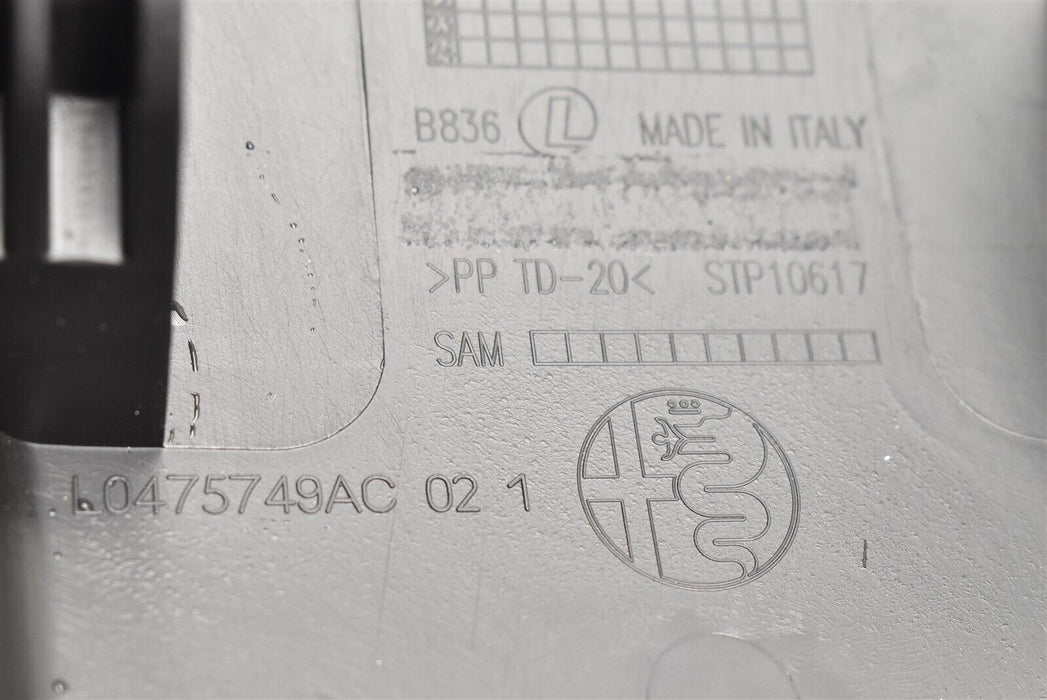 B836 L MADE IN ITALY
>PP TD-20< STP10617
SAM
L0475749AC 02 1